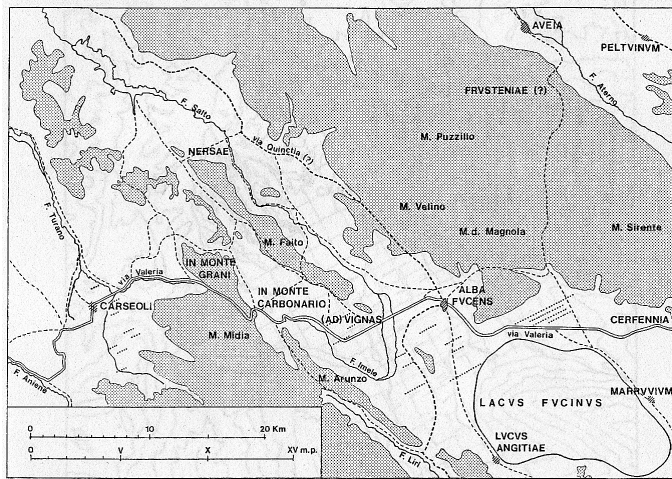 AVEIA
PELTVINVM
F. Aterno
FRVSTENIAE (?)
F. Salto
via Quinctia (?)
M. Puzzillo
NERSAE
M. Velino
M.d. Magnola
M. Sirente
F. Turano
M. Faito
via Valeria
IN MONTE
GRANI
IN MONTE
CARBONARIO
ALBA
FVCENS
CARSEOLI
(AD)VIGNAS
CERFENNIA
via Valeria
M. Midia
F. Imele
M. Arunzo
F. Aniene
MARRVVIVM
LACVS FVCINVS
LVCVS
ANGITIAE
F. Liri
0 10 20 Km
0 V X XV m.p.